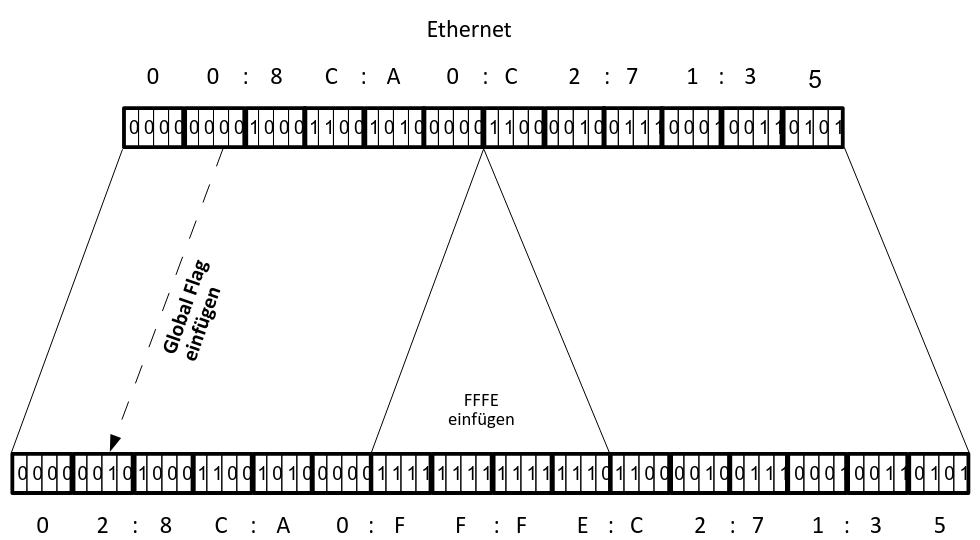 Ethernet
0 0 : 8 C : A 0 : C 2 : 7 1 : 3 5
0000 0000 1000 1100 1010 0000 1100 0010 0111 0001 0011 0101
Global Flag
einfügen
FFFE
einfügen
0000 0010 1000 1100 1010 0000 1111 1111 1111 1110 1100 0010 0111 0001 0011 0101
0 2 : 8 C : A 0 : F F : F E : C 2 : 7 1 : 3 5